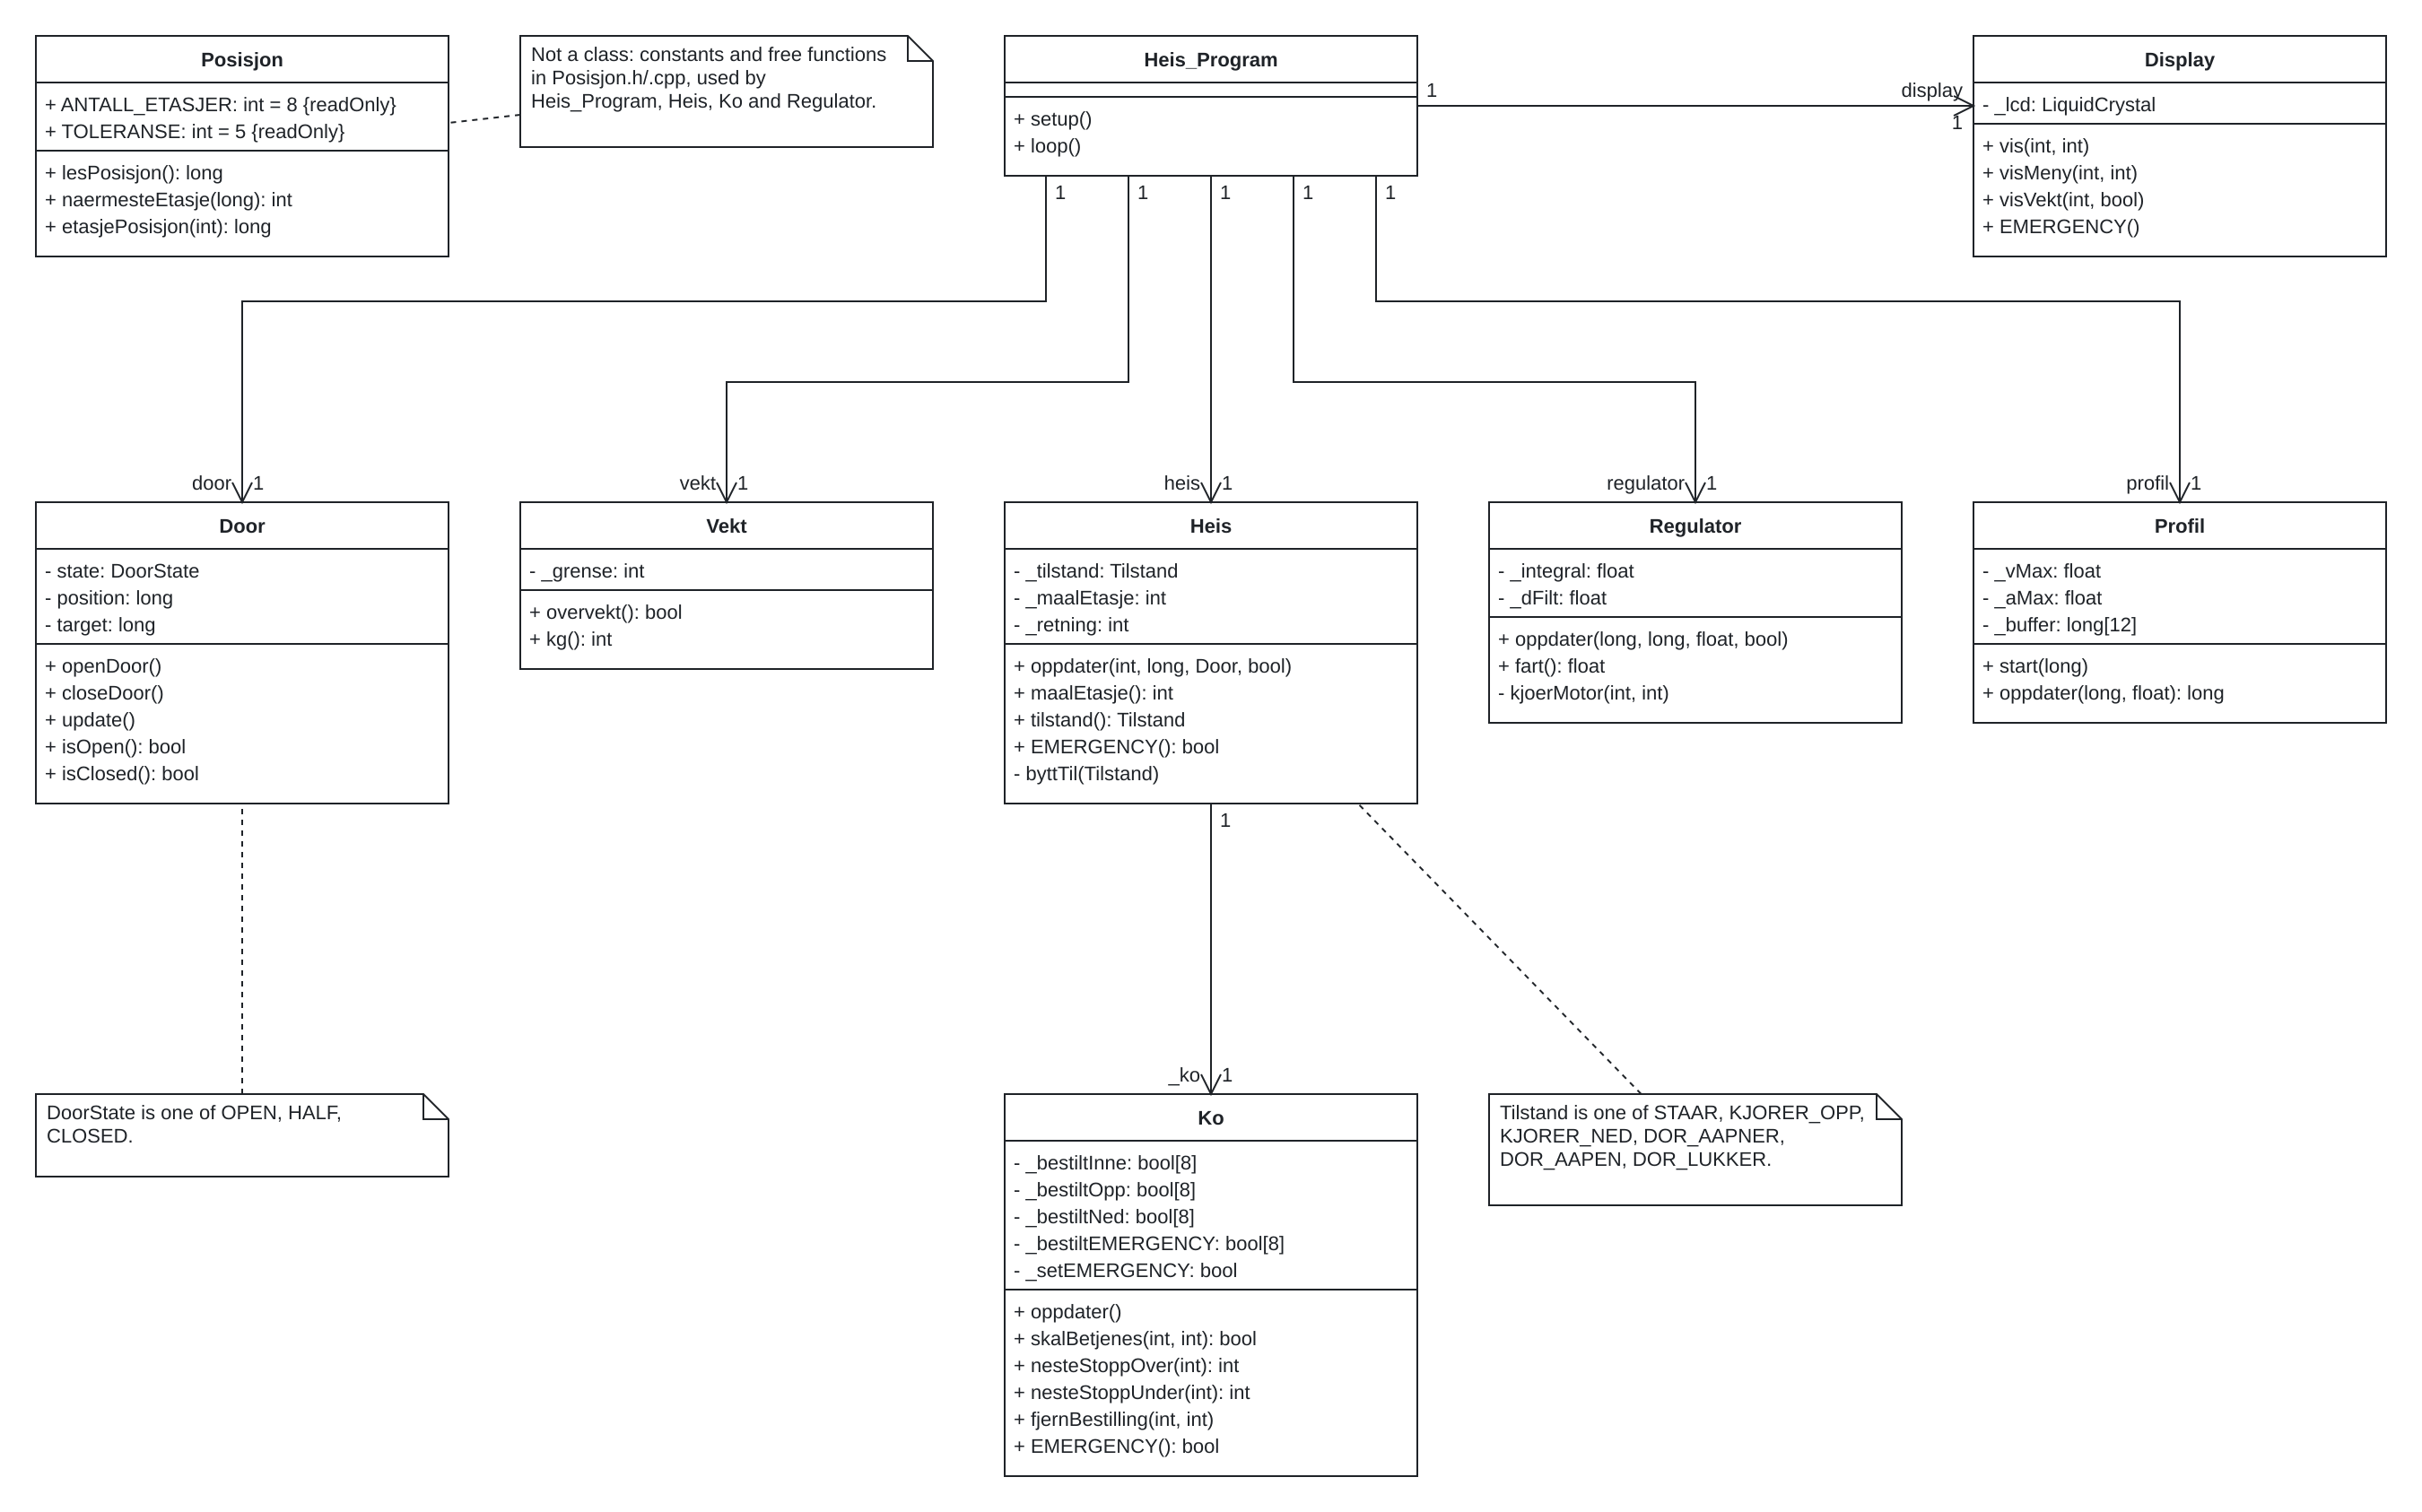 Posisjon
+ ANTALL_ETASJER: int = 8 {readOnly}
+ TOLERANSE: int = 5 {readOnly}
+ lesPosisjon(): long
+ naermesteEtasje(long): int
+ etasjePosisjon(int): long
Not a class: constants and free functions
in Posisjon.h/.cpp, used by
Heis_Program, Heis, Ko and Regulator.
Heis_Program
+ setup()
+ loop()
1
display
1
Display
- _lcd: LiquidCrystal
+ vis(int, int)
+ visMeny(int, int)
+ visVekt(int, bool)
+ EMERGENCY()
1
1
1
1
1
door 1
vekt 1
heis 1
regulator 1
profil 1
Door
- state: DoorState
- position: long
- target: long
+ openDoor()
+ closeDoor()
+ update()
+ isOpen(): bool
+ isClosed(): bool
Vekt
- _grense: int
+ overvekt(): bool
+ kg(): int
Heis
- _tilstand: Tilstand
- _maalEtasje: int
- _retning: int
+ oppdater(int, long, Door, bool)
+ maalEtasje(): int
+ tilstand(): Tilstand
+ EMERGENCY(): bool
- byttTil(Tilstand)
Regulator
- _integral: float
- _dFilt: float
+ oppdater(long, long, float, bool)
+ fart(): float
- kjoerMotor(int, int)
Profil
- _vMax: float
- _aMax: float
- _buffer: long[12]
+ start(long)
+ oppdater(long, float): long
1
_ko 1
DoorState is one of OPEN, HALF,
CLOSED.
Ko
- _bestiltInne: bool[8]
- _bestiltOpp: bool[8]
- _bestiltNed: bool[8]
- _bestiltEMERGENCY: bool[8]
- _setEMERGENCY: bool
+ oppdater()
+ skalBetjenes(int, int): bool
+ nesteStoppOver(int): int
+ nesteStoppUnder(int): int
+ fjernBestilling(int, int)
+ EMERGENCY(): bool
Tilstand is one of STAAR, KJORER_OPP,
KJORER_NED, DOR_AAPNER,
DOR_AAPEN, DOR_LUKKER.